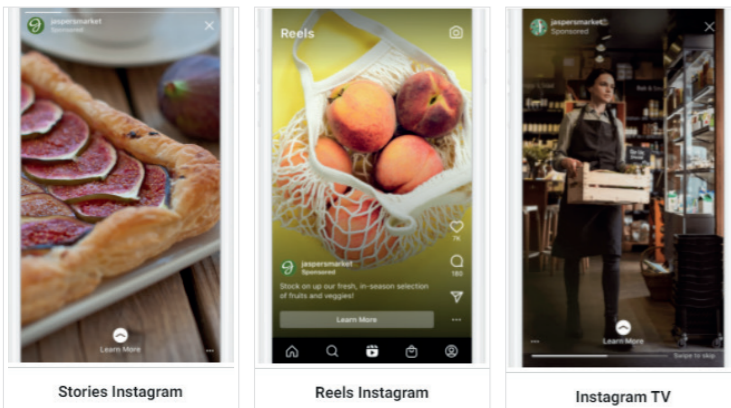 jaspersmarket
Sponsored
Learn More
Stories Instagram
Reels
7K
180
jaspersmarket
Sponsored
Stock on up our fresh, in-season selection
of fruits and veggies!
Learn More
Reels Instagram
jaspersmarket
Sponsored
Learn More
Swipe to skip
Instagram TV